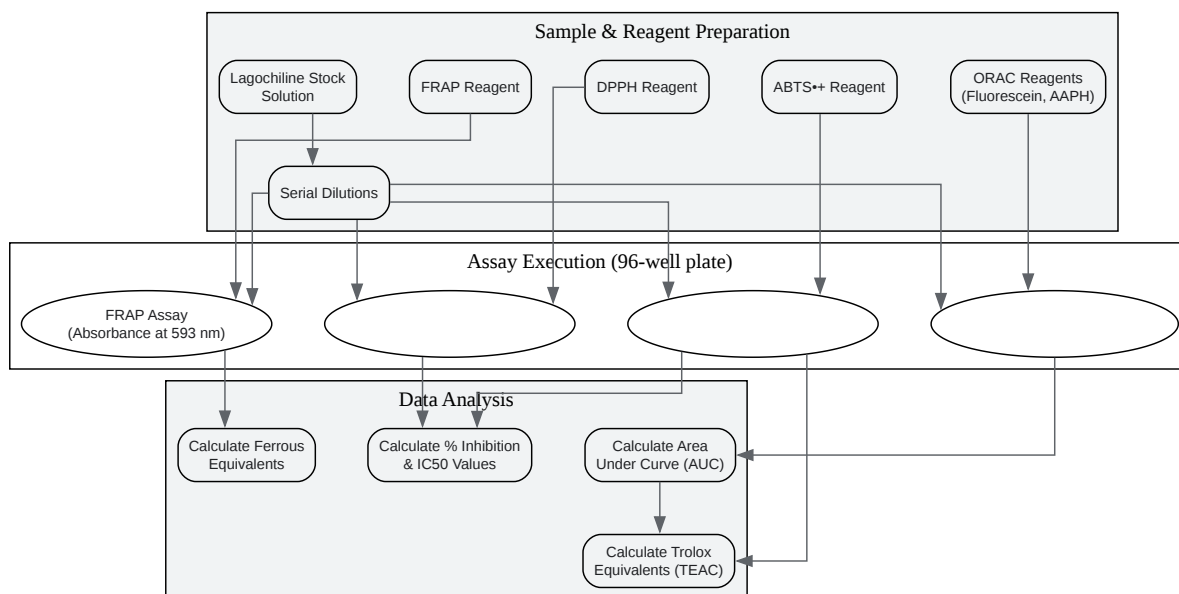 Sample & Reagent Preparation
Lagochiline Stock
Solution
FRAP Reagent
DPPH Reagent
ABTS•+ Reagent
ORAC Reagents
(Fluorescein, AAPH)
Serial Dilutions
Assay Execution (96-well plate)
FRAP Assay
(Absorbance at 593 nm)
Data Analysis
Calculate Ferrous
Equivalents
Calculate % Inhibition
& IC50 Values
Calculate Area
Under Curve (AUC)
Calculate Trolox
Equivalents (TEAC)